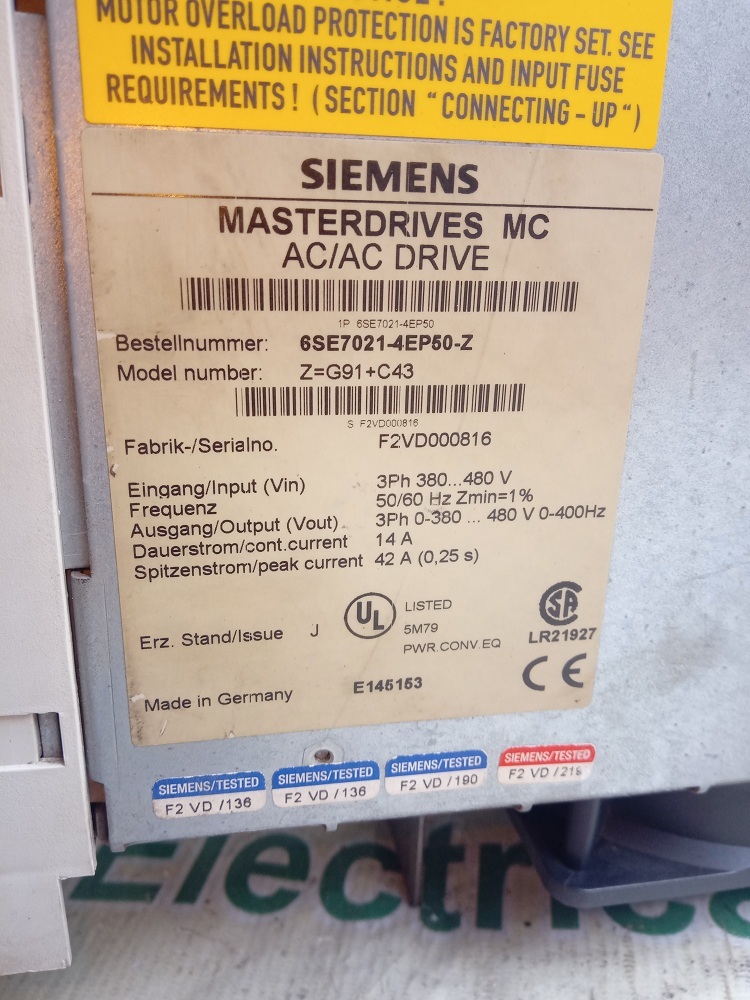 MOTOR OVERLOAD PROTECTION IS FACTORY SET. SEE
INSTALLATION INSTRUCTIONS AND INPUT FUSE
REQUIREMENTS ! ( SECTION “ CONNECTING - UP “ )
SIEMENS
MASTERDRIVES MC
AC/AC DRIVE
1P 6SE7021-4EP50
Bestellnummer: 6SE7021-4EP50-Z
Model number: Z=G91+C43
S F2VD000816
Fabrik-/Serialno. F2VD000816
Eingang/Input (Vin) 3Ph 380...480 V
Frequenz 50/60 Hz Zmin=1%
Ausgang/Output (Vout) 3Ph 0-380 ... 480 V 0-400Hz
Dauerstrom/cont.current 14 A
Spitzenstrom/peak current 42 A (0,25 s)
Erz. Stand/Issue J
UL LISTED
5M79
PWR.CONV.EQ
E145153
SA
LR21927
CE
Made in Germany
SIEMENS/TESTED
F2 VD /136
SIEMENS/TESTED
F2 VD /136
SIEMENS/TESTED
F2 VD /190
SIEMENS/TESTED
F2 VD /219
Electrica